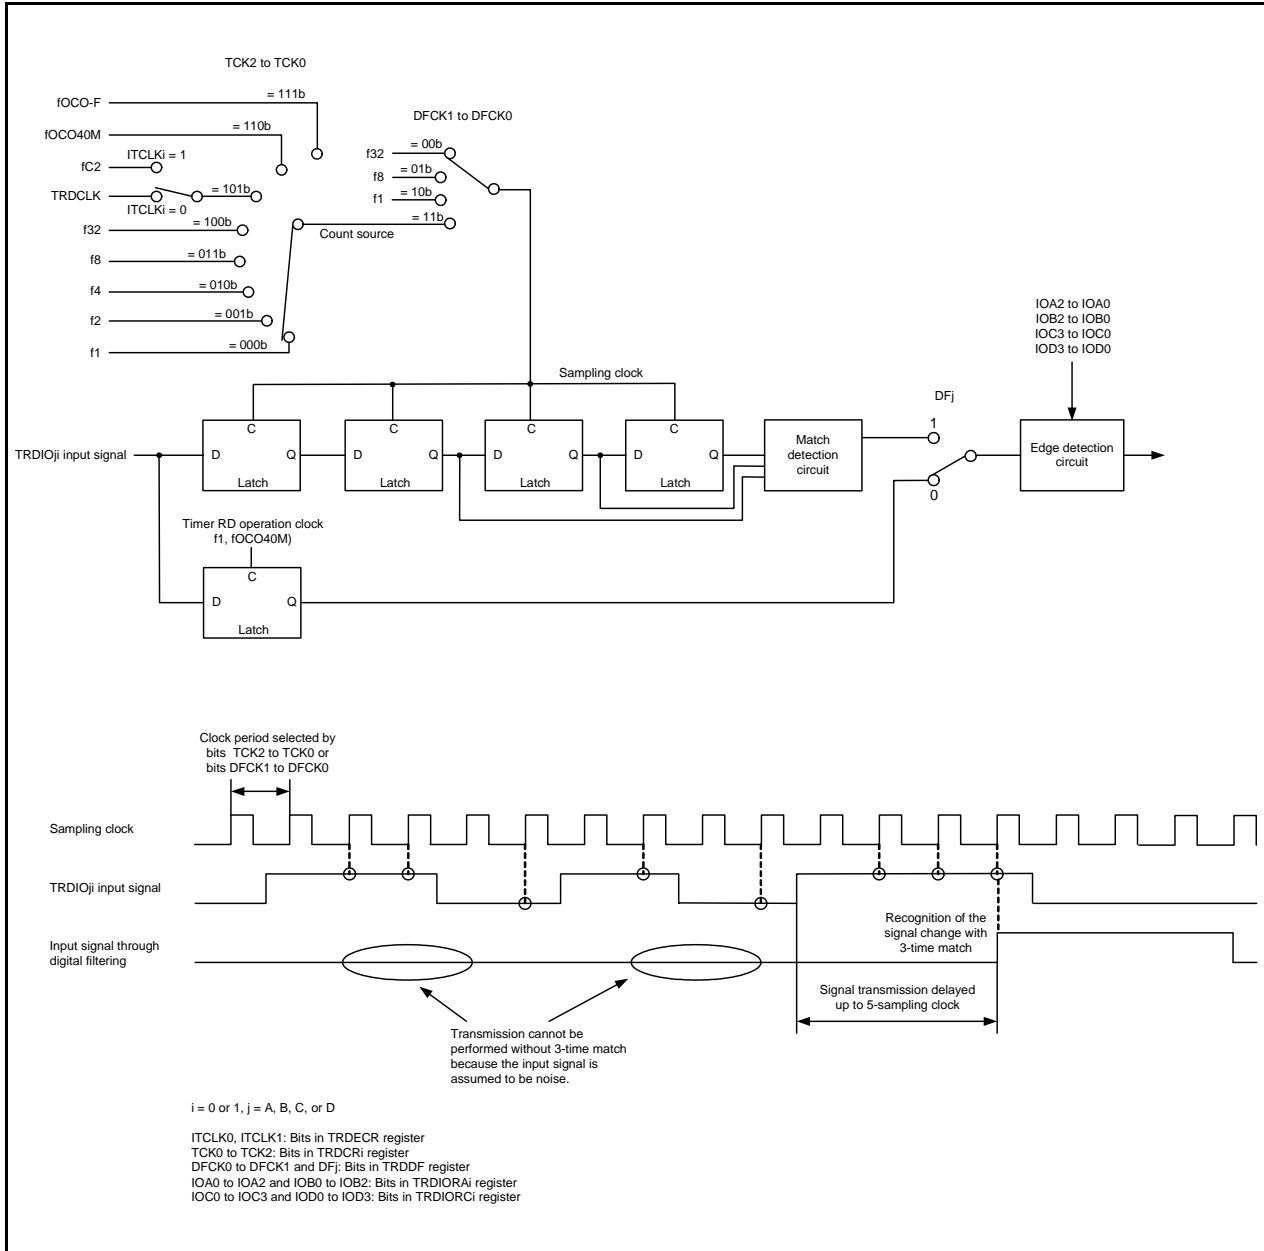 TCK2 to TCK0
fOCO-F
= 111b
DFCK1 to DFCK0
fOCO40M
= 110b
f32
= 00b
ITCLKi = 1
fC2
f8
= 01b
TRDCLK
= 101b
f1
= 10b
ITCLKi = 0
f32
= 100b
= 11b
Count source
f8
= 011b
f4
= 010b
f2
= 001b
f1
= 000b
IOA2 to IOA0
IOB2 to IOB0
IOC3 to IOC0
IOD3 to IOD0
Sampling clock
DFj
TRDIOji input signal
C
D
Q
Latch
C
D
Q
Latch
C
D
Q
Latch
C
D
Q
Latch
Match
detection
circuit
1
0
Edge detection
circuit
Timer RD operation clock
f1, fOCO40M)
C
D
Q
Latch
Clock period selected by
bits TCK2 to TCK0 or
bits DFCK1 to DFCK0
Sampling clock
TRDIOji input signal
Recognition of the
signal change with
3-time match
Input signal through
digital filtering
Signal transmission delayed
up to 5-sampling clock
Transmission cannot be
performed without 3-time match
because the input signal is
assumed to be noise.
i = 0 or 1, j = A, B, C, or D
ITCLK0, ITCLK1: Bits in TRDECR register
TCK0 to TCK2: Bits in TRDCRi register
DFCK0 to DFCK1 and DFj: Bits in TRDDF register
IOA0 to IOA2 and IOB0 to IOB2: Bits in TRDIORAi register
IOC0 to IOC3 and IOD0 to IOD3: Bits in TRDIORCi register